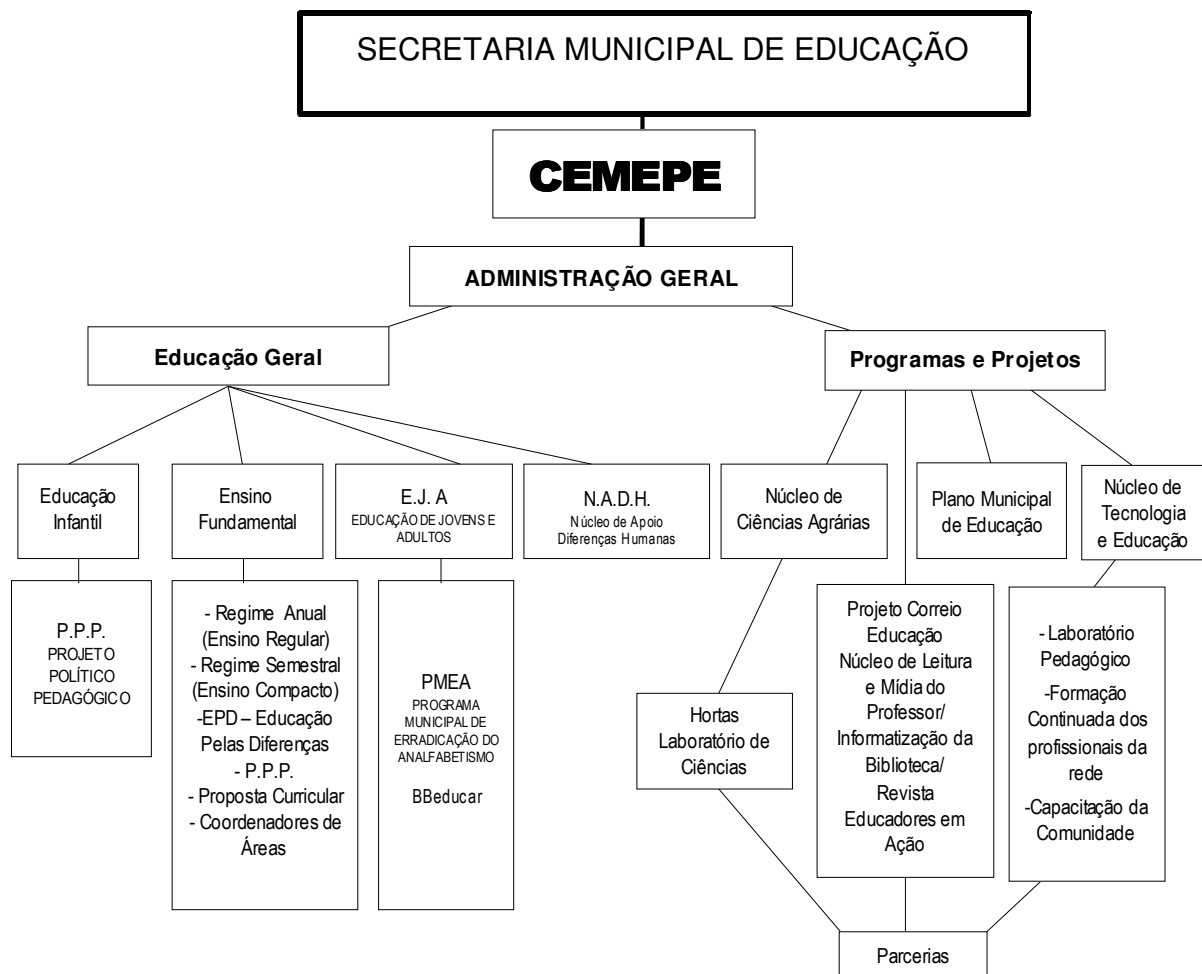 SECRETARIA MUNICIPAL DE EDUCAÇÃO
CEMEPE
ADMINISTRAÇÃO GERAL
Educação Geral
Programas e Projetos
Educação
Infantil
Ensino
Fundamental
E.J. A
EDUCAÇÃO DE JOVENS E
ADULTOS
N.A.D.H.
Núcleo de Apoio
Diferenças Humanas
Núcleo de
Ciências Agrárias
Plano Municipal
de Educação
Núcleo de
Tecnologia
e Educação
P.P.P.
PROJETO
POLÍTICO
PEDAGÓGICO
- Regime Anual
(Ensino Regular)
- Regime Semestral
(Ensino Compacto)
-EPD – Educação
Pelas Diferenças
- P.P.P.
- Proposta Curricular
- Coordenadores de
Áreas
PMEA
PROGRAMA
MUNICIPAL DE
ERRADICAÇÃO DO
ANALFABETISMO
BBeducar
Hortas
Laboratório de
Ciências
Projeto Correio
Educação
Núcleo de Leitura
e Mídia do
Professor/
Informatização da
Biblioteca/
Revista
Educadores em
Ação
- Laboratório
Pedagógico
-Formação
Continuada dos
profissionais da
rede
-Capacitação da
Comunidade
Parcerias